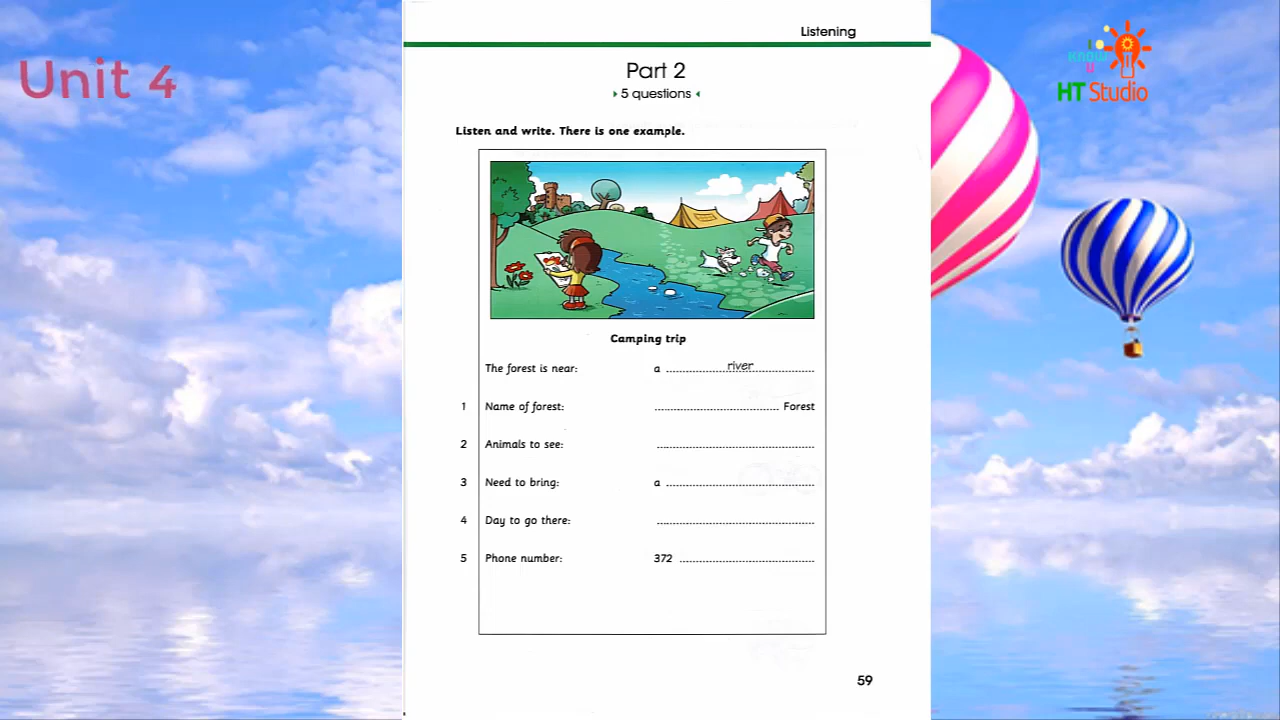 Unit 4
I
KNOW
U
HT Studio
Listening
Part 2
5 questions
Listen and write. There is one example.
Camping trip
The forest is near: a ........ river ........
1 Name of forest: ........ Forest
2 Animals to see: ........
3 Need to bring: a ........
4 Day to go there: ........
5 Phone number: 372 ........
59